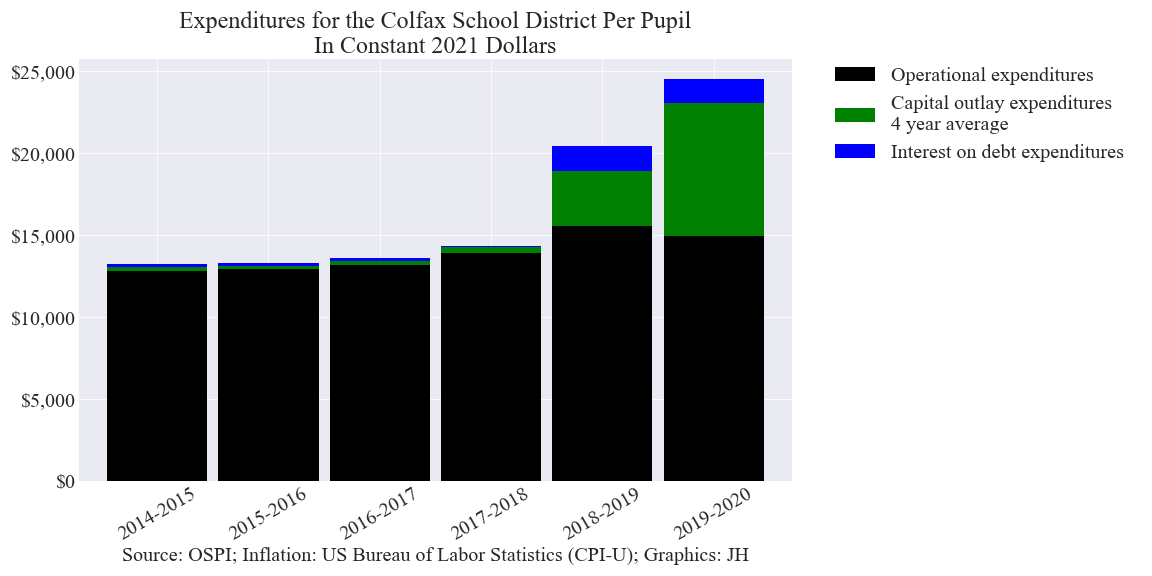 Expenditures for the Colfax School District Per Pupil
In Constant 2021 Dollars
$25,000
$20,000
$15,000
$10,000
$5,000
$0
2014-2015
2015-2016
2016-2017
2017-2018
2018-2019
2019-2020
Source: OSPI; Inflation: US Bureau of Labor Statistics (CPI-U); Graphics: JH
Operational expenditures
Capital outlay expenditures
4 year average
Interest on debt expenditures